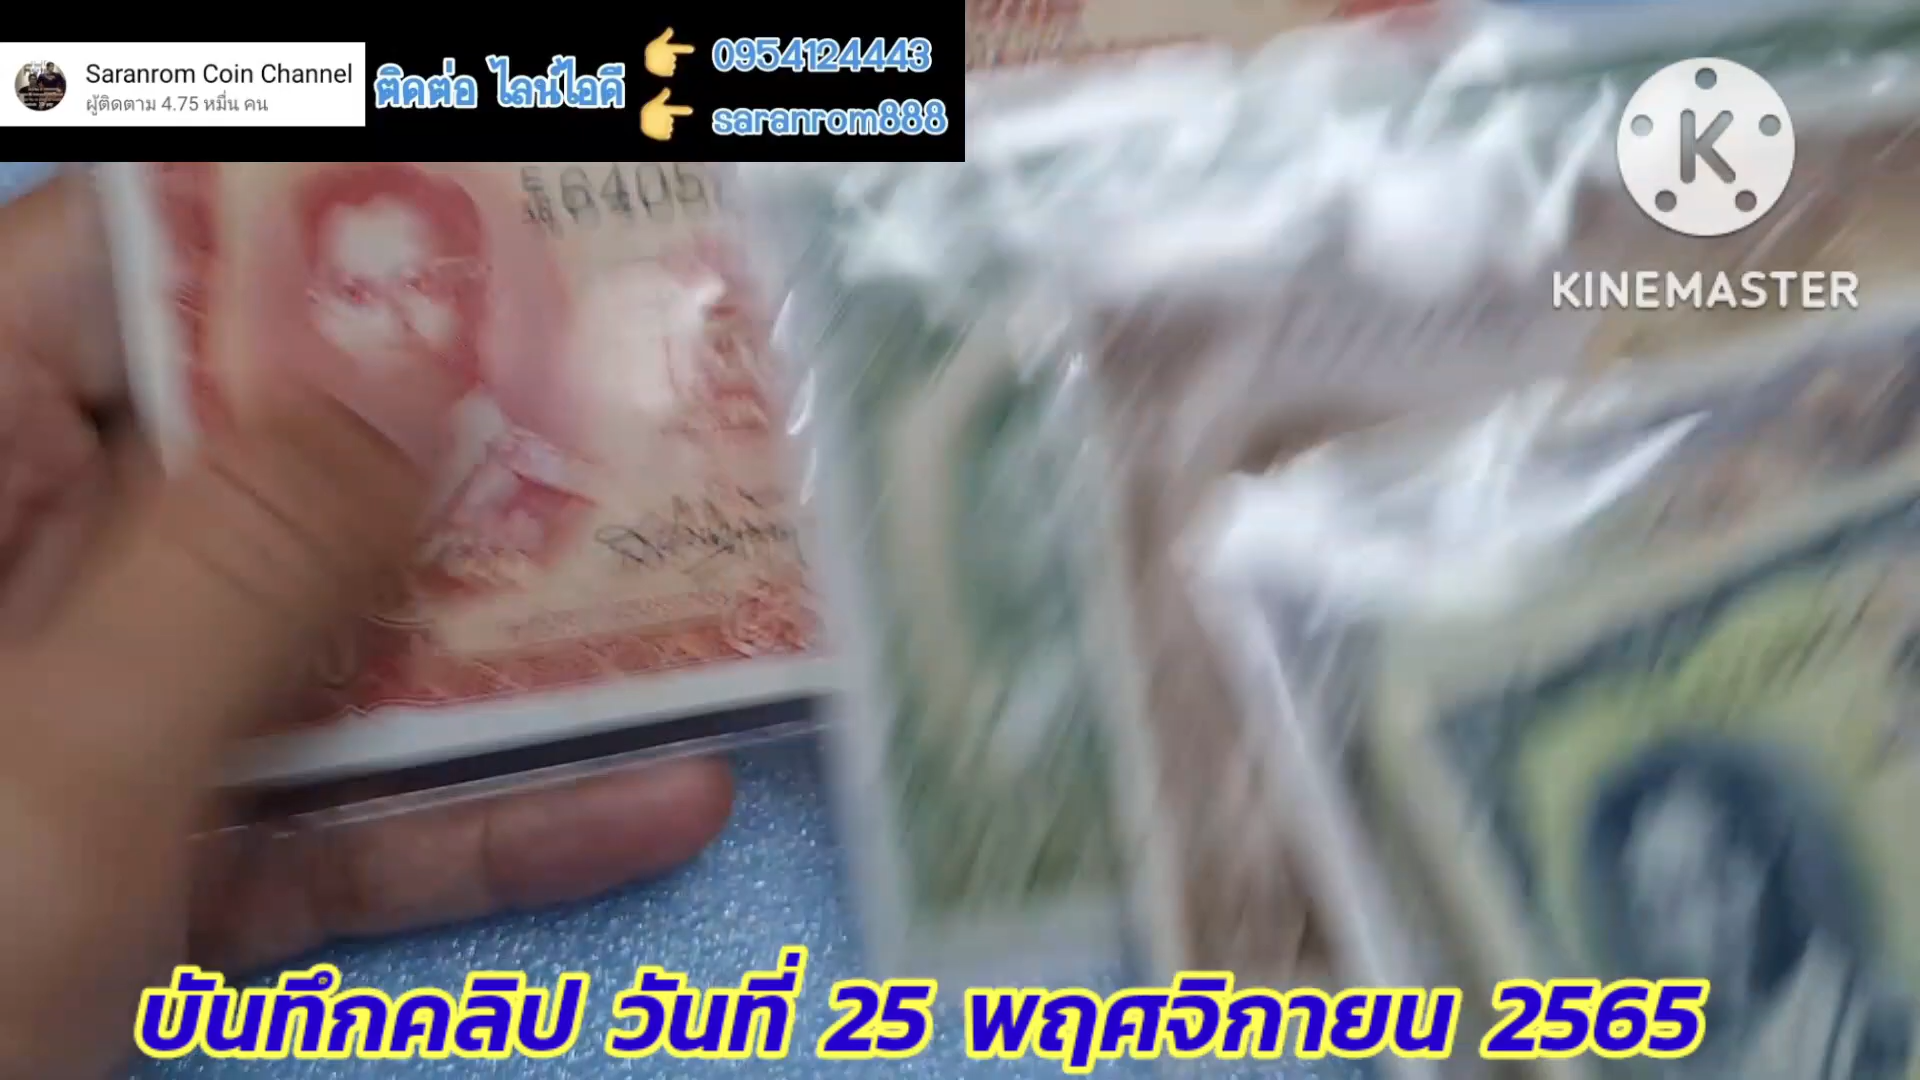 Saranrom Coin Channel
ผู้ติดตาม 4.75 หมื่น คน
ติดต่อ ไลน์ไอดี
0954124443
saranrom888
KINEMASTER
6405
บันทึกคลิป วันที่ 25 พฤศจิกายน 2565